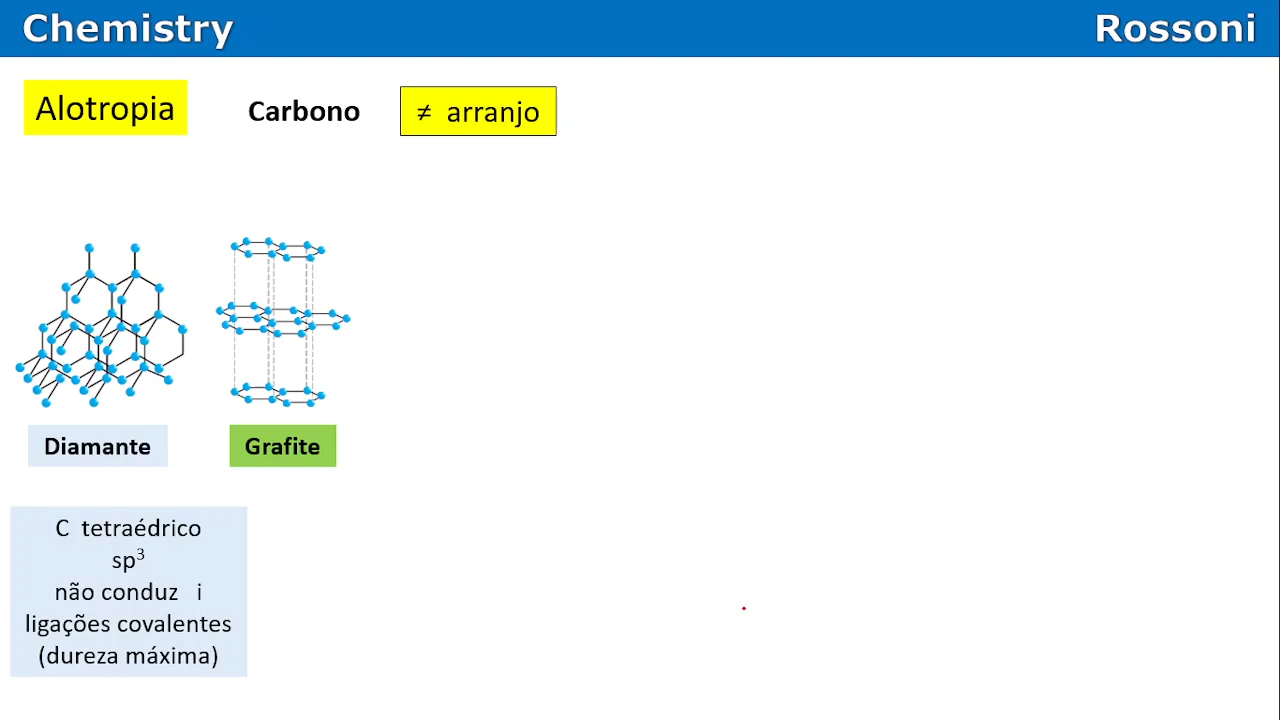 Chemistry
Rossoni
Alotropia
Carbono
≠ arranjo
Diamante
Grafite
C tetraédrico
sp³
não conduz i
ligações covalentes
(dureza máxima)